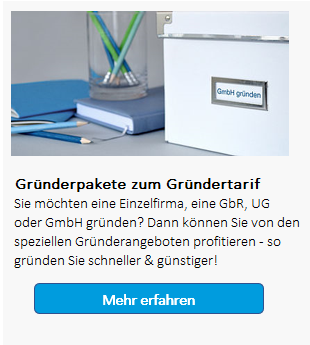 GmbH gründen
Gründerpakete zum Gründertarif
Sie möchten eine Einzelfirma, eine GbR, UG
oder GmbH gründen? Dann können Sie von den
speziellen Gründerangeboten profitieren - so
gründen Sie schneller & günstiger!
Mehr erfahren